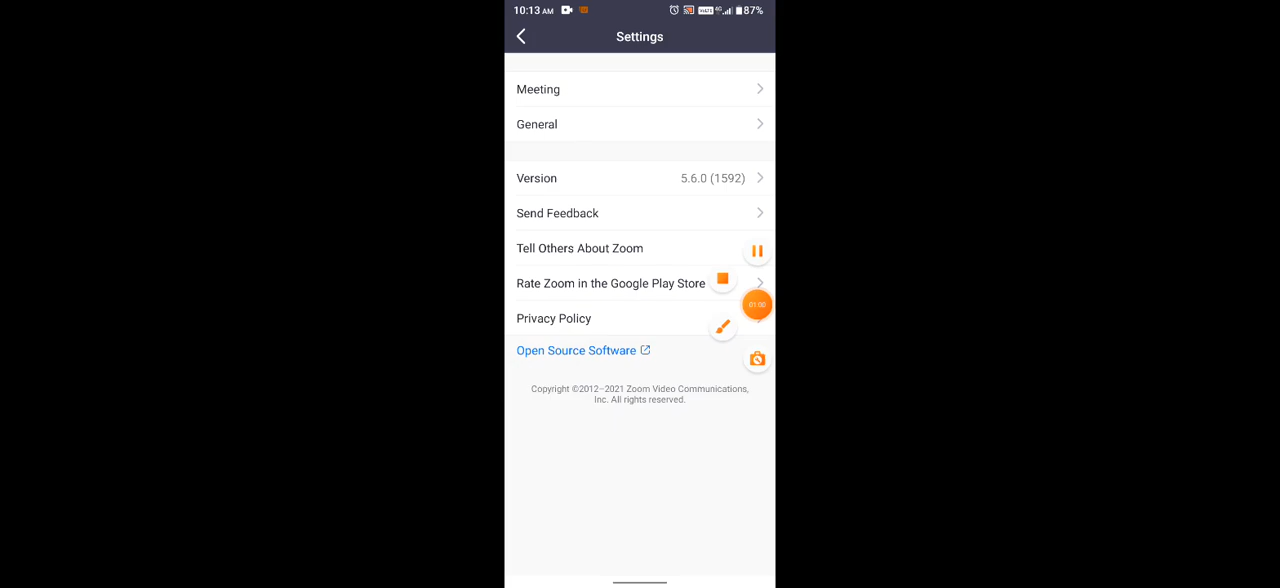 10:13 AM 87%
Settings
Meeting
General
Version 5.6.0 (1592)
Send Feedback
Tell Others About Zoom
Rate Zoom in the Google Play Store
01:00
Privacy Policy
Open Source Software
Copyright ©2012–2021 Zoom Video Communications,
Inc. All rights reserved.